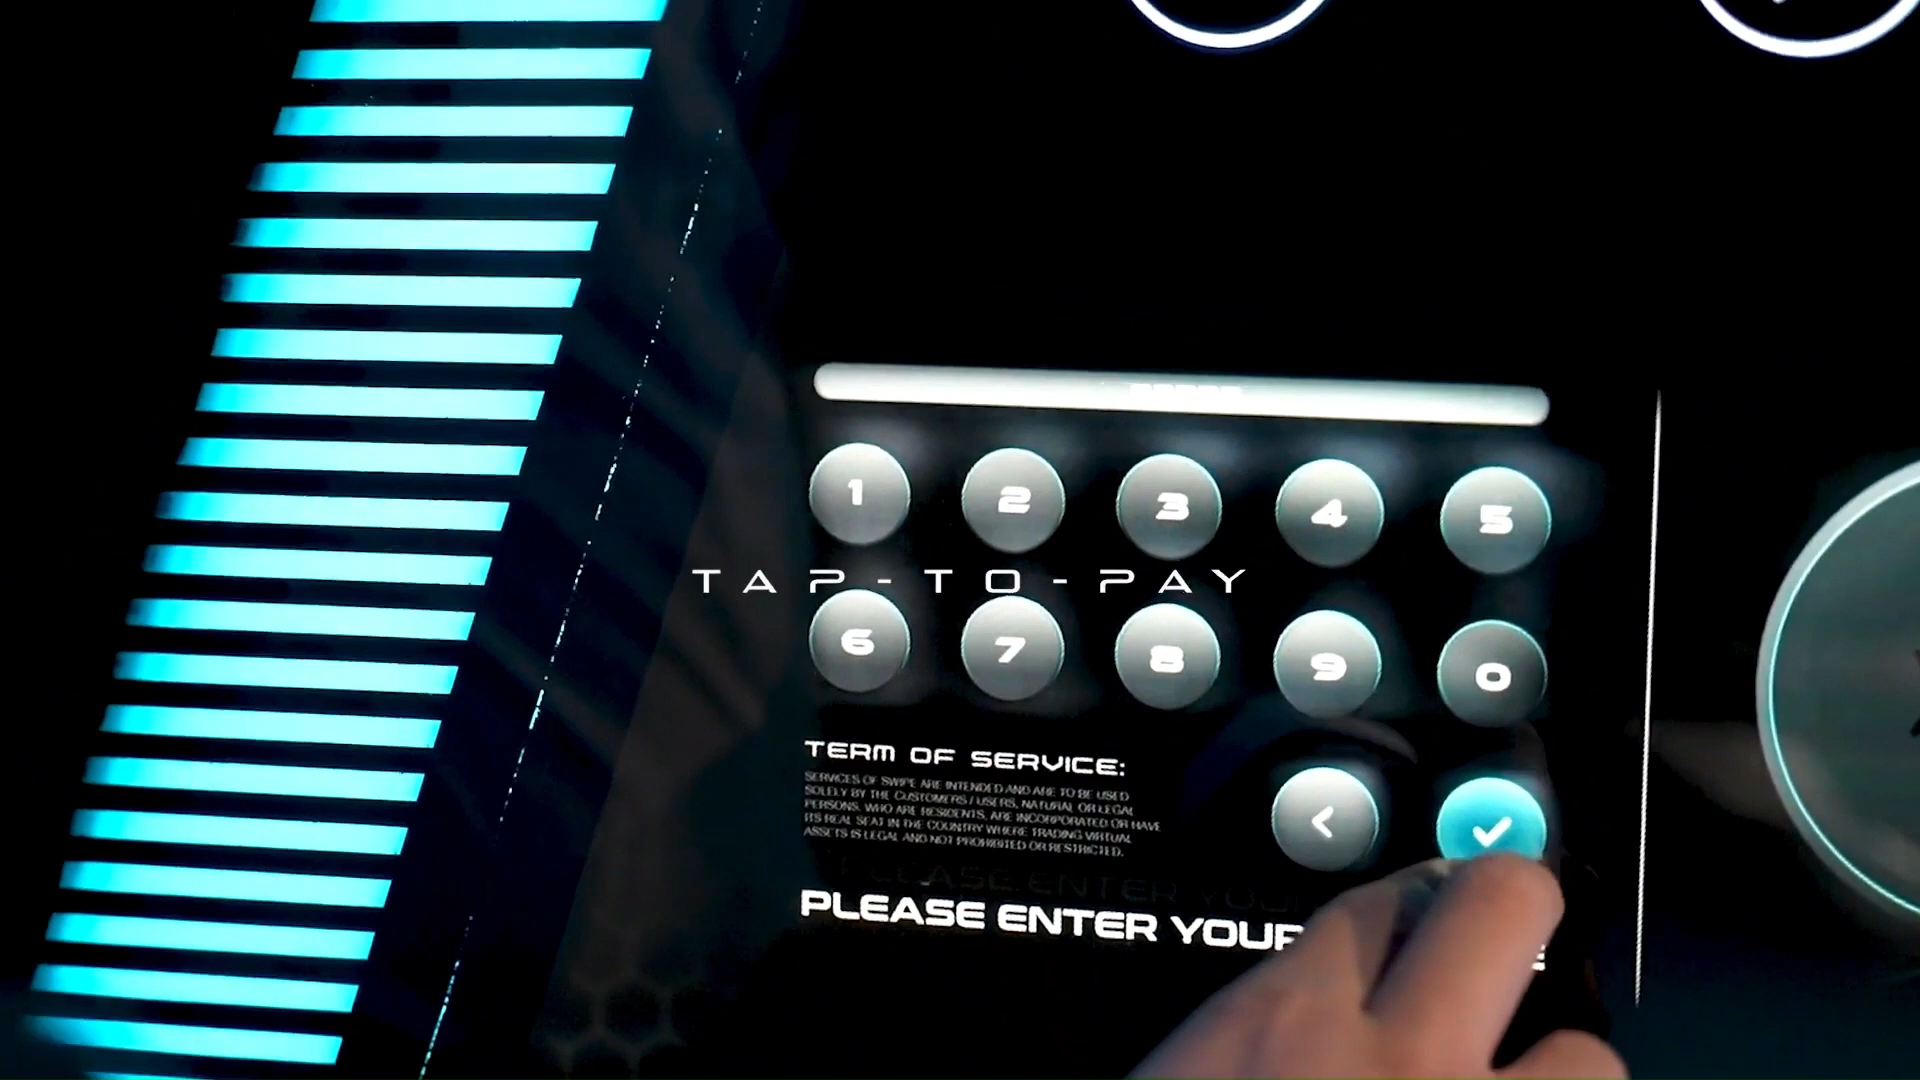 1 2 3 4 5
TAP-TO-PAY
6 7 8 9 0
TERM OF SERVICE:
SERVICES OF SWIPE ARE INTENDED AND ARE TO BE USED
SOLELY BY THE CUSTOMERS / USERS, NATURAL OR LEGAL
PERSONS, WHO ARE RESIDENTS, ARE INCORPORATED OR HAVE
ITS REAL SEAT IN THE COUNTRY WHERE TRADING VIRTUAL
ASSETS IS LEGAL AND NOT PROHIBITED OR RESTRICTED.
PLEASE ENTER YOUR